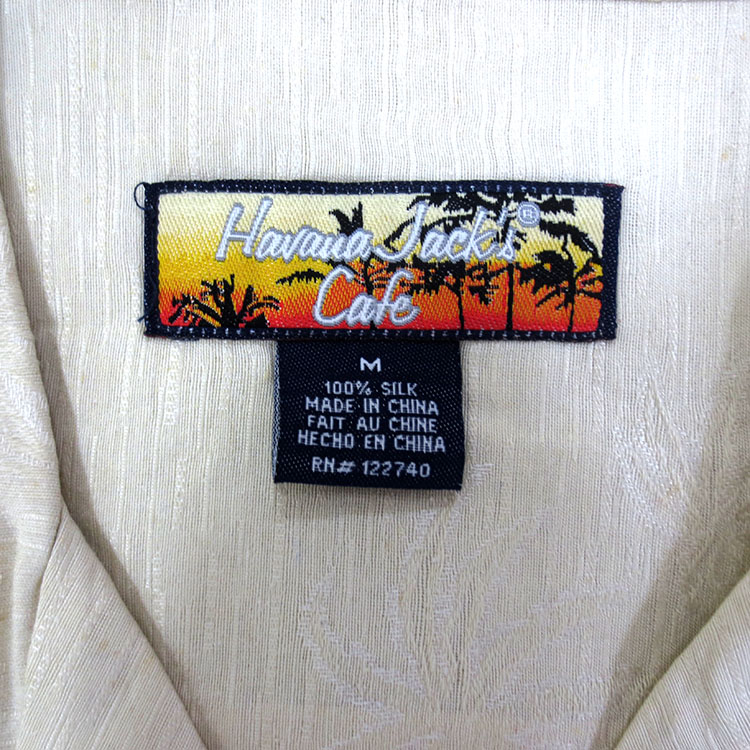 Havana Jack's®
Cafe
M
100% SILK
MADE IN CHINA
FAIT AU CHINE
HECHO EN CHINA
RN# 122740